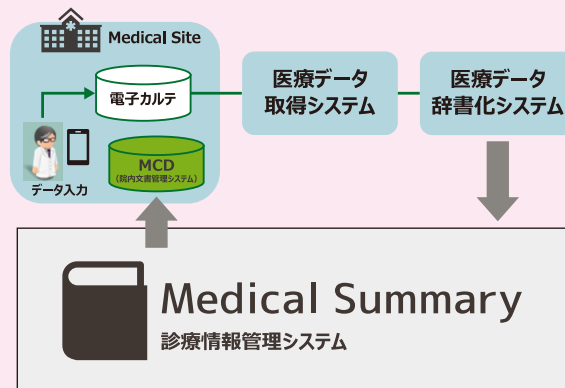 Medical Site
電子カルテ
データ入力
MCD
(院内文書管理システム)
医療データ
取得システム
医療データ
辞書化システム
Medical Summary
診療情報管理システム